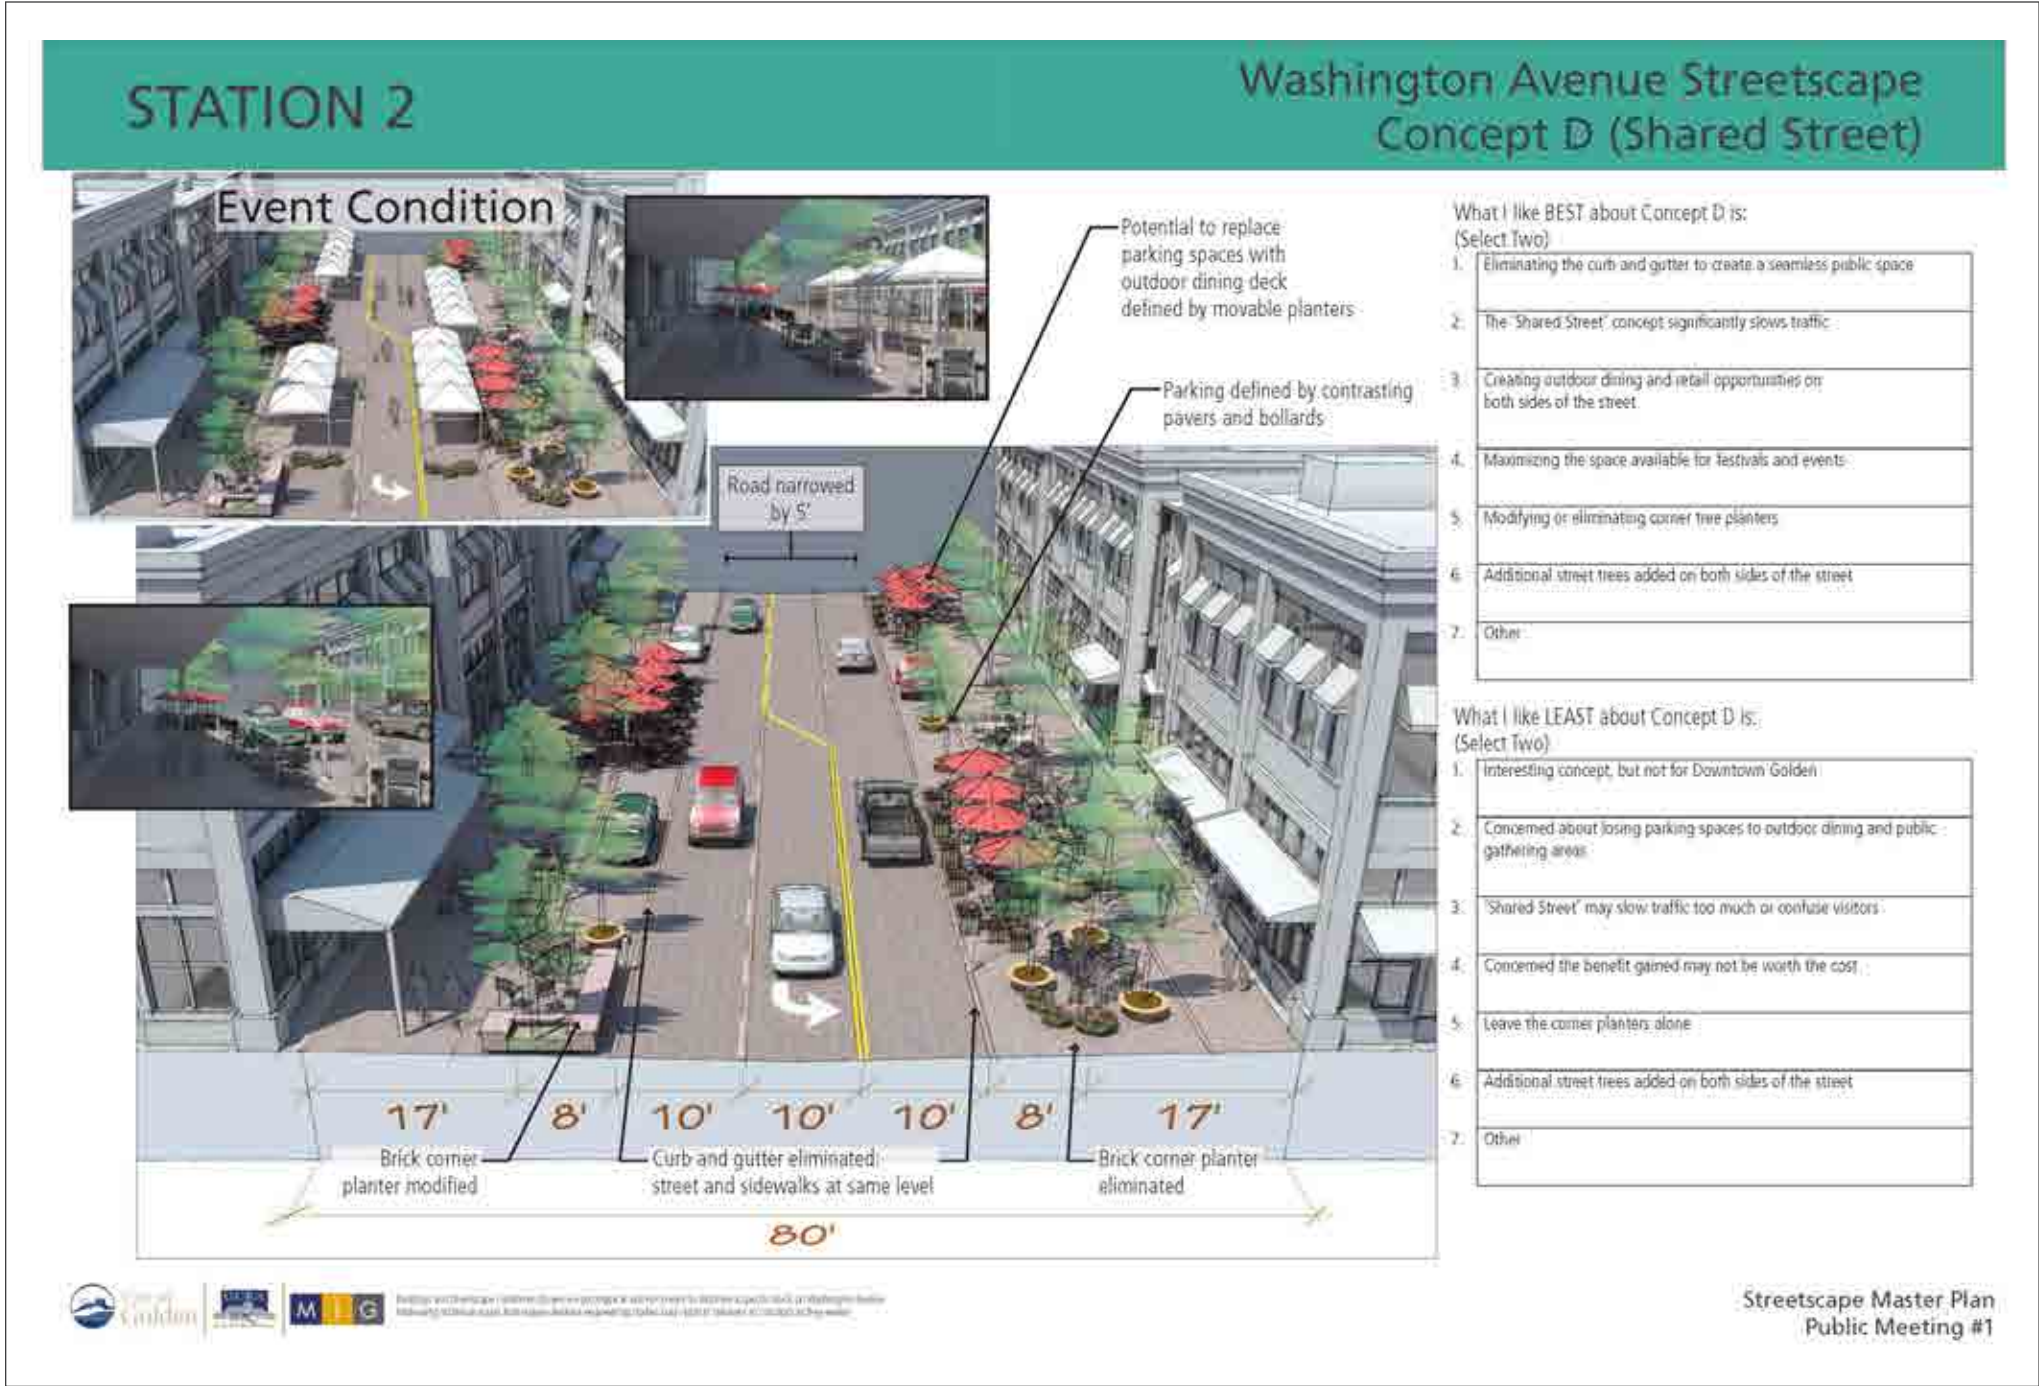 STATION 2
Washington Avenue Streetscape
Concept D (Shared Street)
Event Condition
Potential to replace
parking spaces with
outdoor dining deck
defined by movable planters
Parking defined by contrasting
pavers and bollards
Road narrowed
by 5'
17'
8'
10'
10'
10'
8'
17'
Brick corner
planter modified
Curb and gutter eliminated:
street and sidewalks at same level
Brick corner planter
eliminated
80'
What I like BEST about Concept D is:
(Select Two)
1. Eliminating the curb and gutter to create a seamless public space
2. The "Shared Street" concept significantly slows traffic
3. Creating outdoor dining and retail opportunities on
both sides of the street
4. Maximizing the space available for festivals and events
5. Modifying or eliminating corner tree planters
6. Additional street trees added on both sides of the street
7. Other
What I like LEAST about Concept D is:
(Select Two)
1. Interesting concept, but not for Downtown Golden
2. Concerned about losing parking spaces to outdoor dining and public
gathering areas
3. "Shared Street" may slow traffic too much or confuse visitors
4. Concerned the benefit gained may not be worth the cost
5. Leave the corner planters alone
6. Additional street trees added on both sides of the street
7. Other
Golden
M I G
Streetscape Master Plan
Public Meeting #1